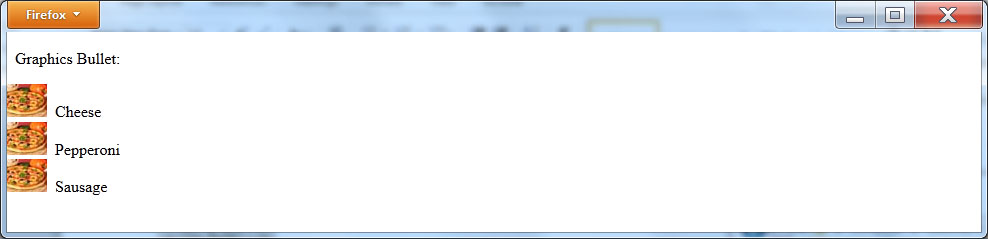 Firefox
Graphics Bullet:
Cheese
Pepperoni
Sausage